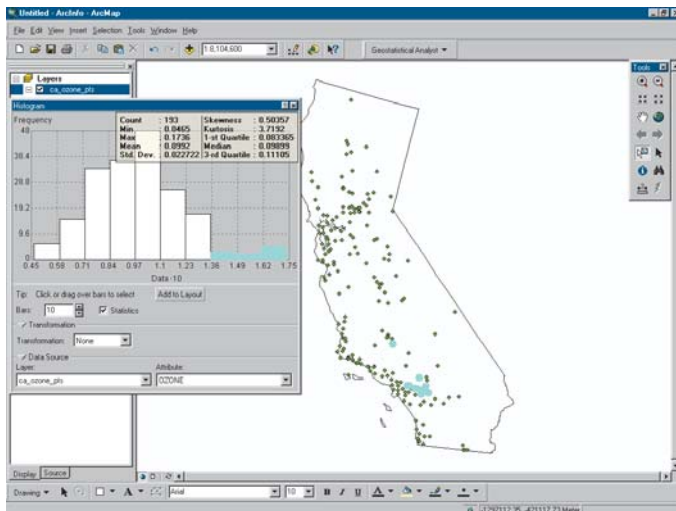 Untitled - ArcInfo - ArcMap
File Edit View Insert Selection Tools Window Help
1:8,104,600
Geostatistical Analyst
Layers
ca_ozone_pts
Tools
Histogram
Frequency
Count : 193 Skewness : 0.50357
Min : 0.0465 Kurtosis : 3.7192
Max : 0.1736 1-st Quartile : 0.083365
Mean : 0.0992 Median : 0.09899
Std. Dev. : 0.022722 3-rd Quartile : 0.11105
48
38.4
28.8
19.2
9.6
0
0.45 0.58 0.71 0.84 0.97 1.1 1.23 1.36 1.49 1.62 1.75
Data ·10
Tip: Click or drag over bars to select Add to Layout
Bars: 10 Statistics
Transformation
Transformation: None
Data Source
Layer: Attribute:
ca_ozone_pts OZONE
Display Source
Drawing A Arial 10 B I U A
-1297112.35 -421112.73 Meters